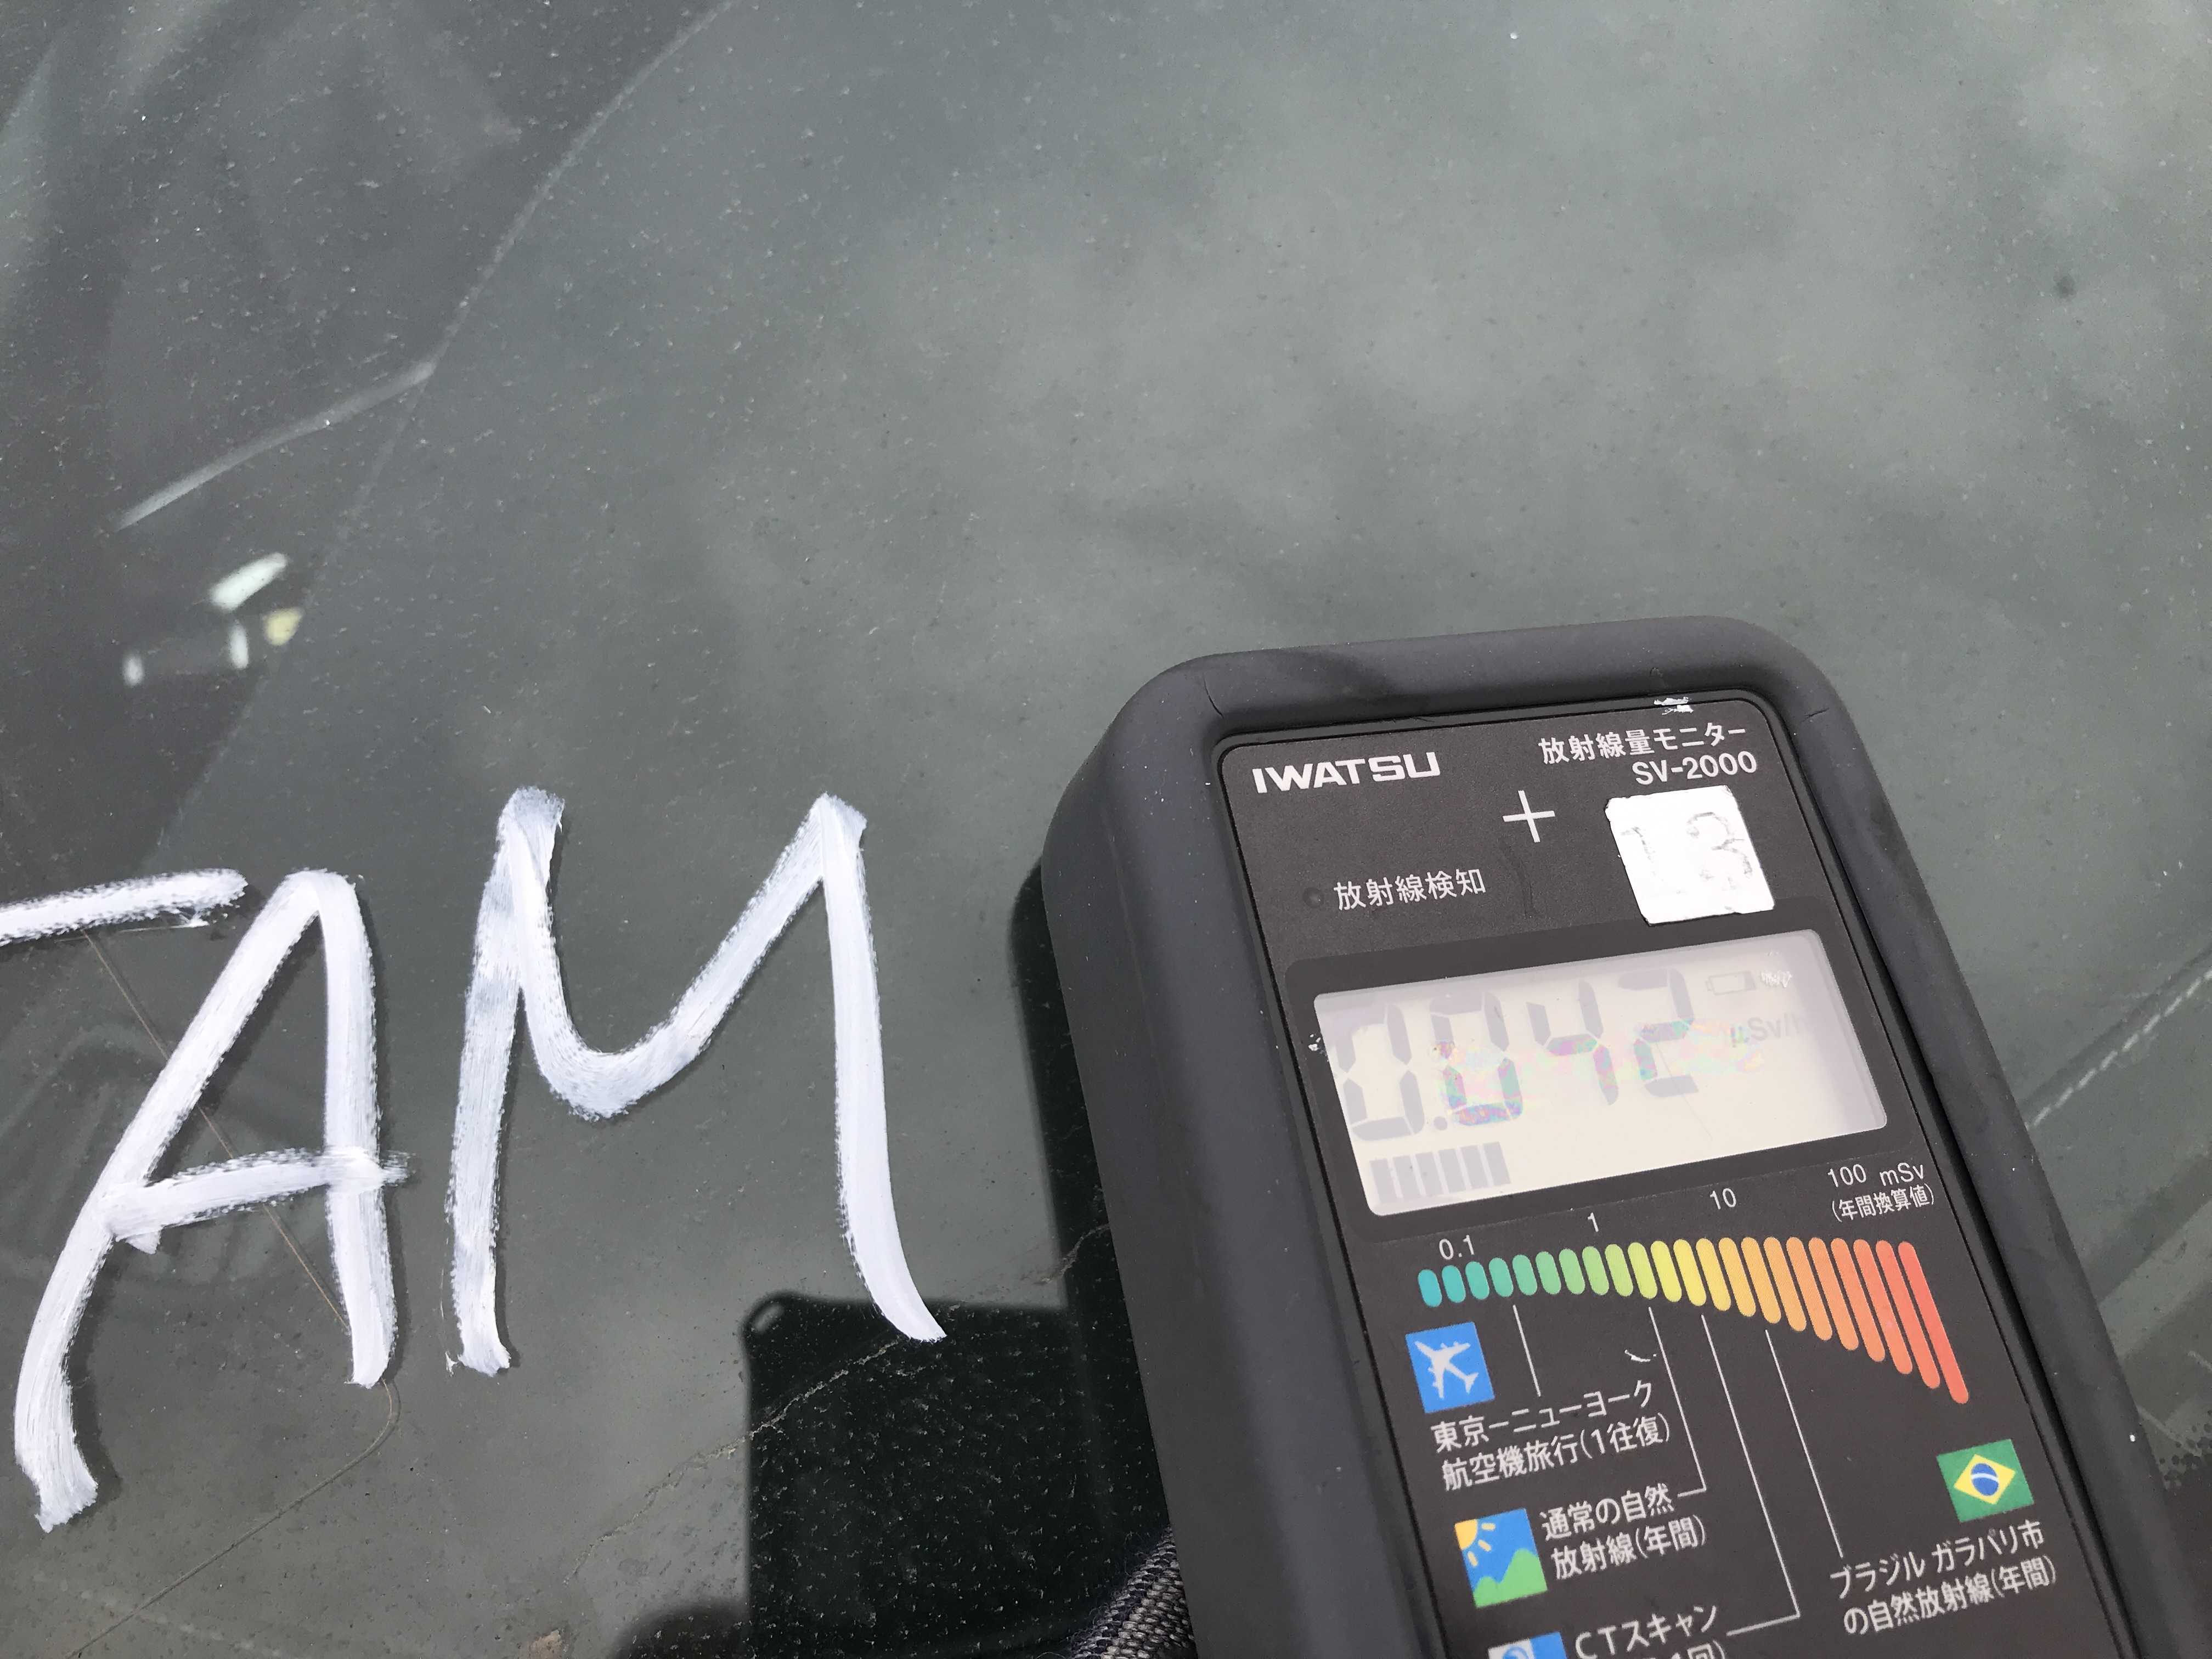 TAM
IWATSU
放射線量モニター
SV-2000
13
放射線検知
0.042 μSv/h
0.1 1 10 100 mSv
(年間換算値)
東京ーニューヨーク
航空機旅行(1往復)
通常の自然
放射線(年間)
ブラジル ガラパリ市
の自然放射線(年間)
CTスキャン